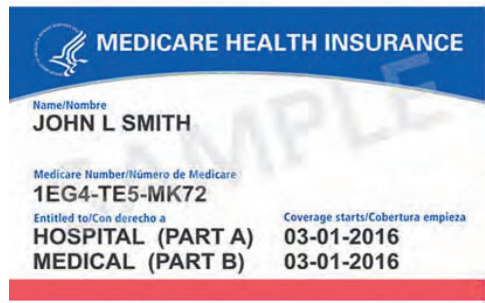 MEDICARE HEALTH INSURANCE
SAMPLE
Name/Nombre
JOHN L SMITH
Medicare Number/Número de Medicare
1EG4-TE5-MK72
Entitled to/Con derecho a Coverage starts/Cobertura empieza
HOSPITAL (PART A) 03-01-2016
MEDICAL (PART B) 03-01-2016